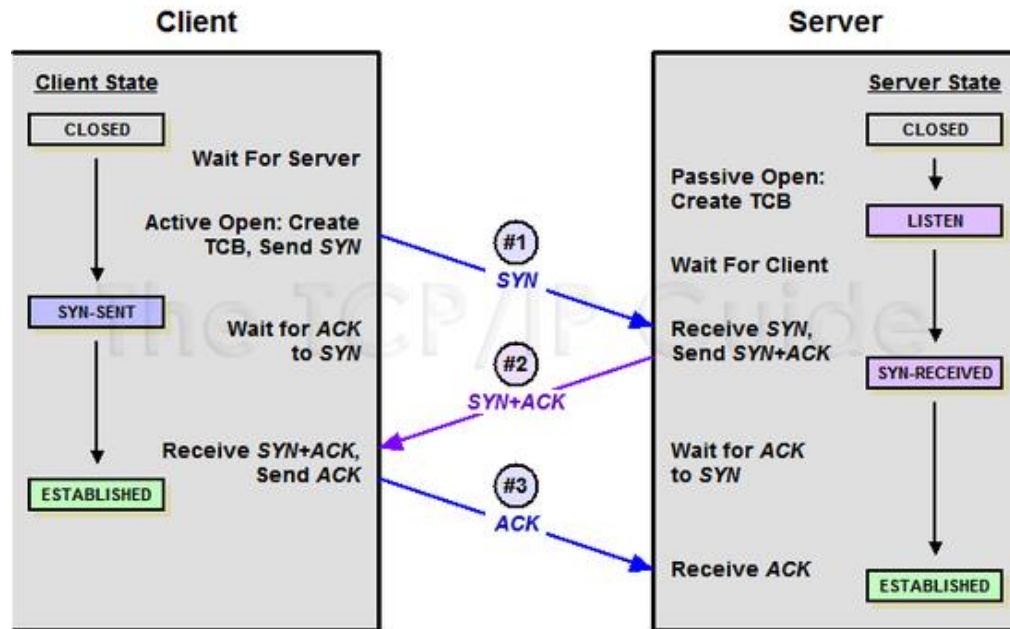 Client
Server
Client State
CLOSED
Wait For Server
Active Open: Create
TCB, Send SYN
SYN-SENT
Wait for ACK
to SYN
Receive SYN+ACK,
Send ACK
ESTABLISHED
#1
SYN
#2
SYN+ACK
#3
ACK
Server State
CLOSED
Passive Open:
Create TCB
LISTEN
Wait For Client
Receive SYN,
Send SYN+ACK
SYN-RECEIVED
Wait for ACK
to SYN
Receive ACK
ESTABLISHED
The TCP/IP Guide